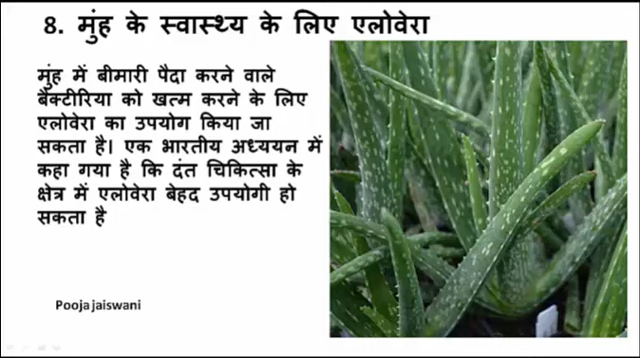 8. मुंह के स्वास्थ्य के लिए एलोवेरा
मुंह में बीमारी पैदा करने वाले
बैक्टीरिया को खत्म करने के लिए
एलोवेरा का उपयोग किया जा
सकता है। एक भारतीय अध्ययन में
कहा गया है कि दंत चिकित्सा के
क्षेत्र में एलोवेरा बेहद उपयोगी हो
सकता है
Pooja jaiswani